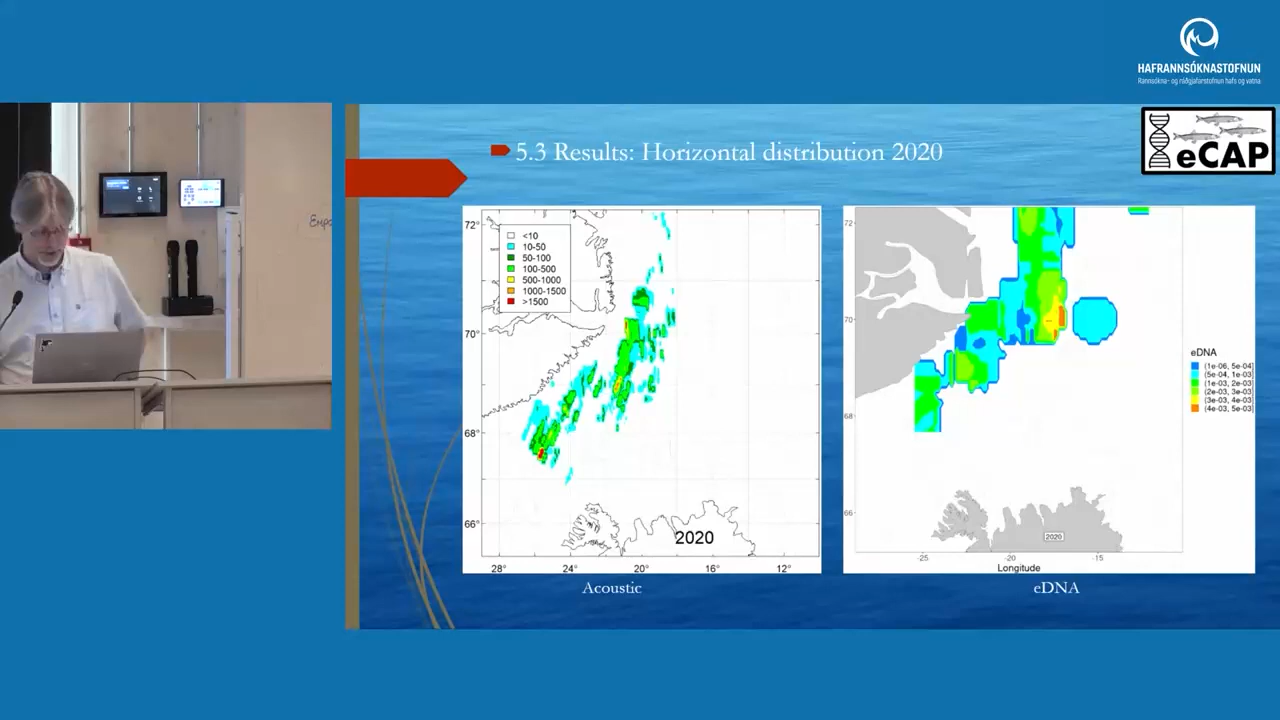 HAFRANNSÓKNASTOFNUN
Rannsókna- og ráðgjafarstofnun hafs og vatna
eCAP
5.3 Results: Horizontal distribution 2020
<10
10-50
50-100
100-500
500-1000
1000-1500
>1500
72°
70°
68°
66°
28°
24°
20°
16°
12°
2020
Acoustic
72
70
68
66
-25
-20
-15
Longitude
2020
eDNA
(1e-06, 5e-04]
(5e-04, 1e-03]
(1e-03, 2e-03]
(2e-03, 3e-03]
(3e-03, 4e-03]
(4e-03, 5e-03]
eDNA